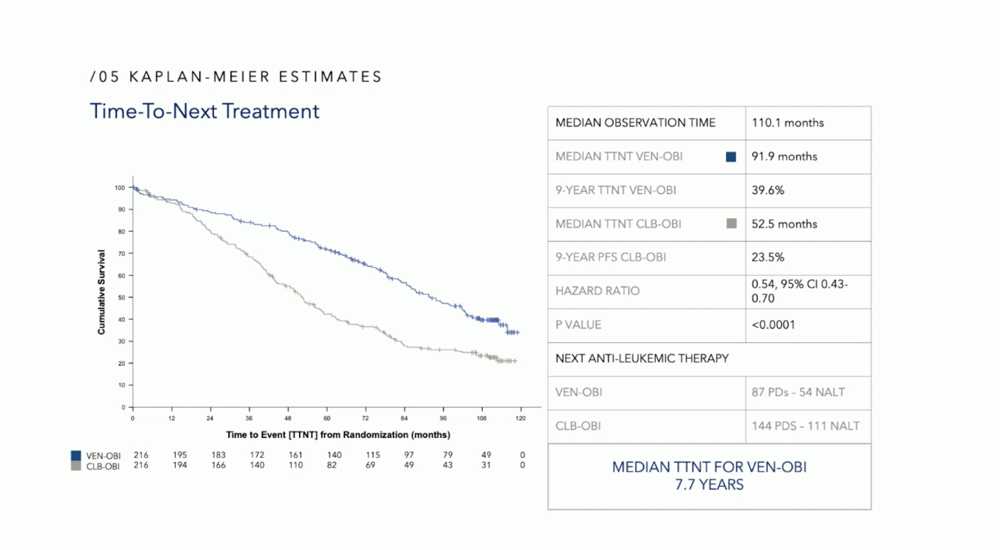 /05 KAPLAN-MEIER ESTIMATES
Time-To-Next Treatment
Cumulative Survival
100
90
80
70
60
50
40
30
20
10
0
0 12 24 36 48 60 72 84 96 108 120
Time to Event [TTNT] from Randomization (months)
VEN-OBI 216 195 183 172 161 140 115 97 79 49 0
CLB-OBI 216 194 166 140 110 82 69 49 43 31 0
MEDIAN OBSERVATION TIME 110.1 months
MEDIAN TTNT VEN-OBI 91.9 months
9-YEAR TTNT VEN-OBI 39.6%
MEDIAN TTNT CLB-OBI 52.5 months
9-YEAR PFS CLB-OBI 23.5%
HAZARD RATIO 0.54, 95% CI 0.43-
0.70
P VALUE <0.0001
NEXT ANTI-LEUKEMIC THERAPY
VEN-OBI 87 PDs – 54 NALT
CLB-OBI 144 PDS – 111 NALT
MEDIAN TTNT FOR VEN-OBI
7.7 YEARS